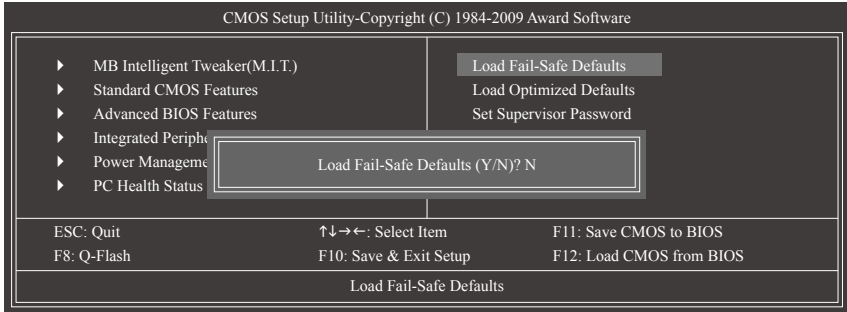 CMOS Setup Utility-Copyright (C) 1984-2009 Award Software
MB Intelligent Tweaker(M.I.T.)
Standard CMOS Features
Advanced BIOS Features
Integrated Periphe
Power Manageme
PC Health Status
Load Fail-Safe Defaults
Load Optimized Defaults
Set Supervisor Password
Load Fail-Safe Defaults (Y/N)? N
ESC: Quit ↑↓→←: Select Item F11: Save CMOS to BIOS
F8: Q-Flash F10: Save & Exit Setup F12: Load CMOS from BIOS
Load Fail-Safe Defaults